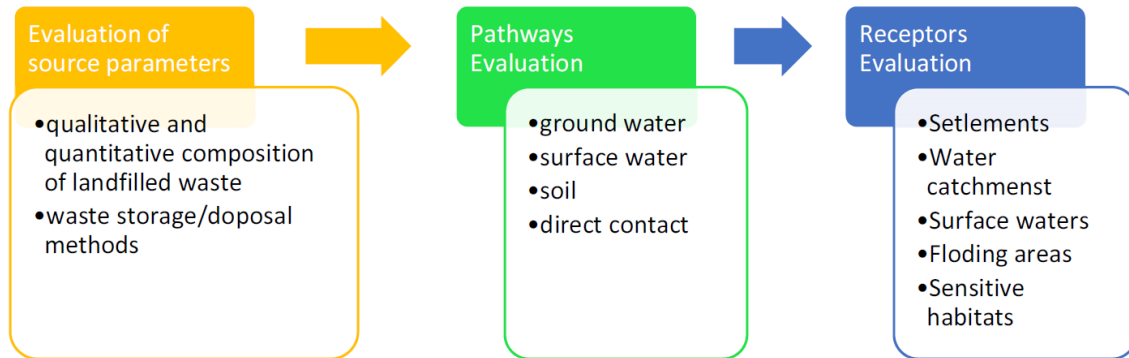 Evaluation of
source parameters
•qualitative and
quantitative composition
of landfilled waste
•waste storage/doposal
methods
Pathways
Evaluation
•ground water
•surface water
•soil
•direct contact
Receptors
Evaluation
•Setlements
•Water
catchmenst
•Surface waters
•Floding areas
•Sensitive
habitats